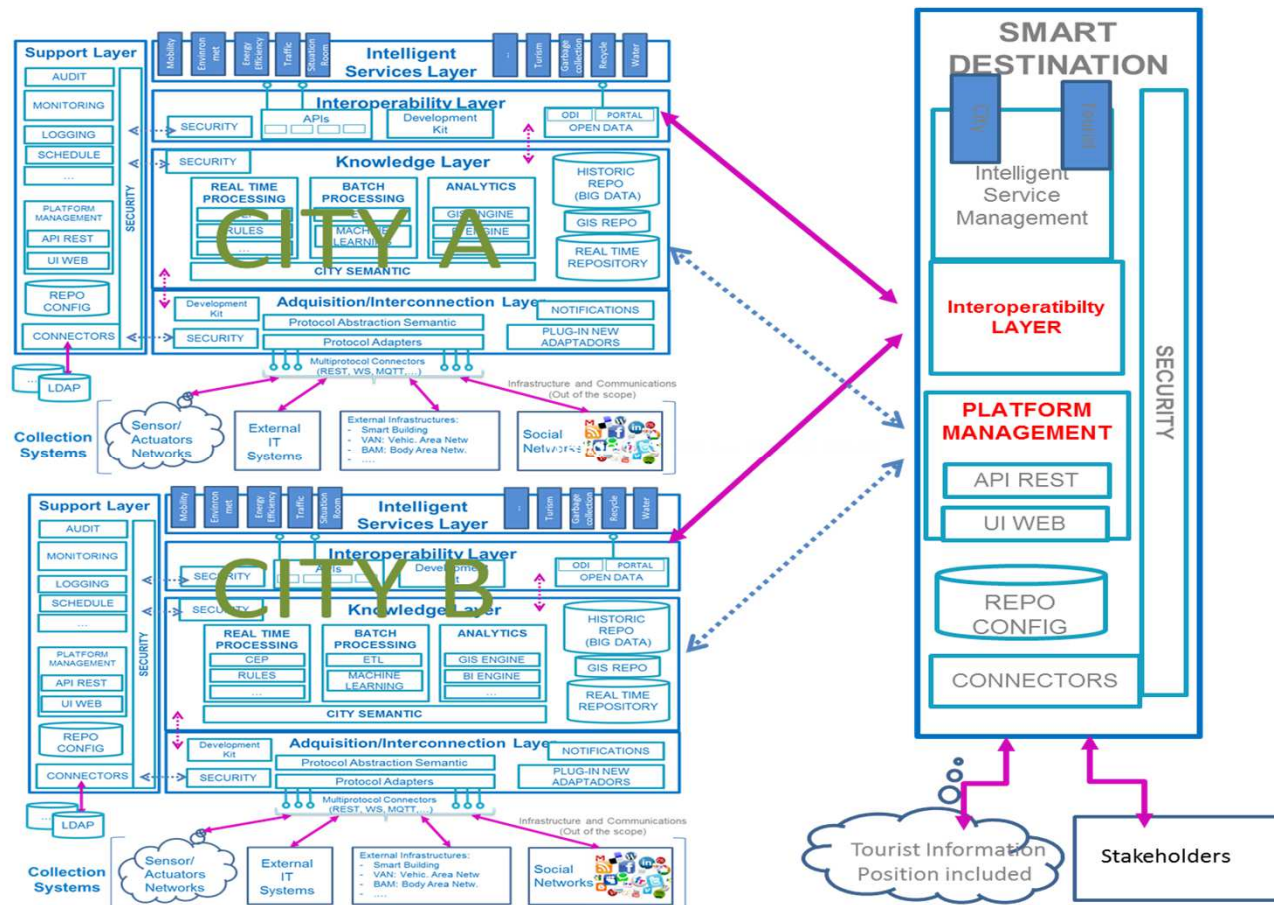 Support Layer
AUDIT
MONITORING
LOGGING
SCHEDULE
...
PLATFORM
MANAGEMENT
API REST
UI WEB
REPO
CONFIG
CONNECTORS
SECURITY
...
LDAP
Mobility
Environ
met
Energy
Efficiency
Traffic
Situation
Room
Intelligent
Services Layer
...
Turism
Garbage
collection
Recycle
Water
Interoperability Layer
SECURITY
APIs
Development
Kit
ODI
PORTAL
OPEN DATA
SECURITY
Knowledge Layer
REAL TIME
PROCESSING
RULES
...
BATCH
PROCESSING
MACHINE
LEARNING
ANALYTICS
GIS ENGINE
ENGINE
HISTORIC
REPO
(BIG DATA)
GIS REPO
REAL TIME
REPOSITORY
CITY A
CITY SEMANTIC
Adquisition/Interconnection Layer
Development
Kit
SECURITY
Protocol Abstraction Semantic
Protocol Adapters
NOTIFICATIONS
PLUG-IN NEW
ADAPTADORS
Multiprotocol Connectors
(REST, WS, MQTT,...)
Infrastructure and Communications
(Out of the scope)
Collection
Systems
Sensor/
Actuators
Networks
External
IT
Systems
External Infrastructures:
- Smart Building
- VAN: Vehic. Area Netw
- BAM: Body Area Netw.
- ....
Social
Networks
Support Layer
AUDIT
MONITORING
LOGGING
SCHEDULE
...
PLATFORM
MANAGEMENT
API REST
UI WEB
REPO
CONFIG
CONNECTORS
SECURITY
...
LDAP
Mobility
Environ
met
Energy
Efficiency
Traffic
Situation
Room
Intelligent
Services Layer
...
Turism
Garbage
collection
Recycle
Water
Interoperability Layer
SECURITY
APIs
Development
Kit
ODI
PORTAL
OPEN DATA
CITY B
SECURITY
Knowledge Layer
REAL TIME
PROCESSING
CEP
RULES
...
BATCH
PROCESSING
ETL
MACHINE
LEARNING
ANALYTICS
GIS ENGINE
BI ENGINE
...
HISTORIC
REPO
(BIG DATA)
GIS REPO
REAL TIME
REPOSITORY
CITY SEMANTIC
Adquisition/Interconnection Layer
Development
Kit
SECURITY
Protocol Abstraction Semantic
Protocol Adapters
NOTIFICATIONS
PLUG-IN NEW
ADAPTADORS
Multiprotocol Connectors
(REST, WS, MQTT,...)
Infrastructure and Communications
(Out of the scope)
Collection
Systems
Sensor/
Actuators
Networks
External
IT
Systems
External Infrastructures:
- Smart Building
- VAN: Vehic. Area Netw
- BAM: Body Area Netw.
- ....
Social
Networks
SMART
DESTINATION
City
Tourist
Intelligent
Service
Management
Interoperatibilty
LAYER
PLATFORM
MANAGEMENT
API REST
UI WEB
REPO
CONFIG
CONNECTORS
SECURITY
Tourist Information
Position included
Stakeholders